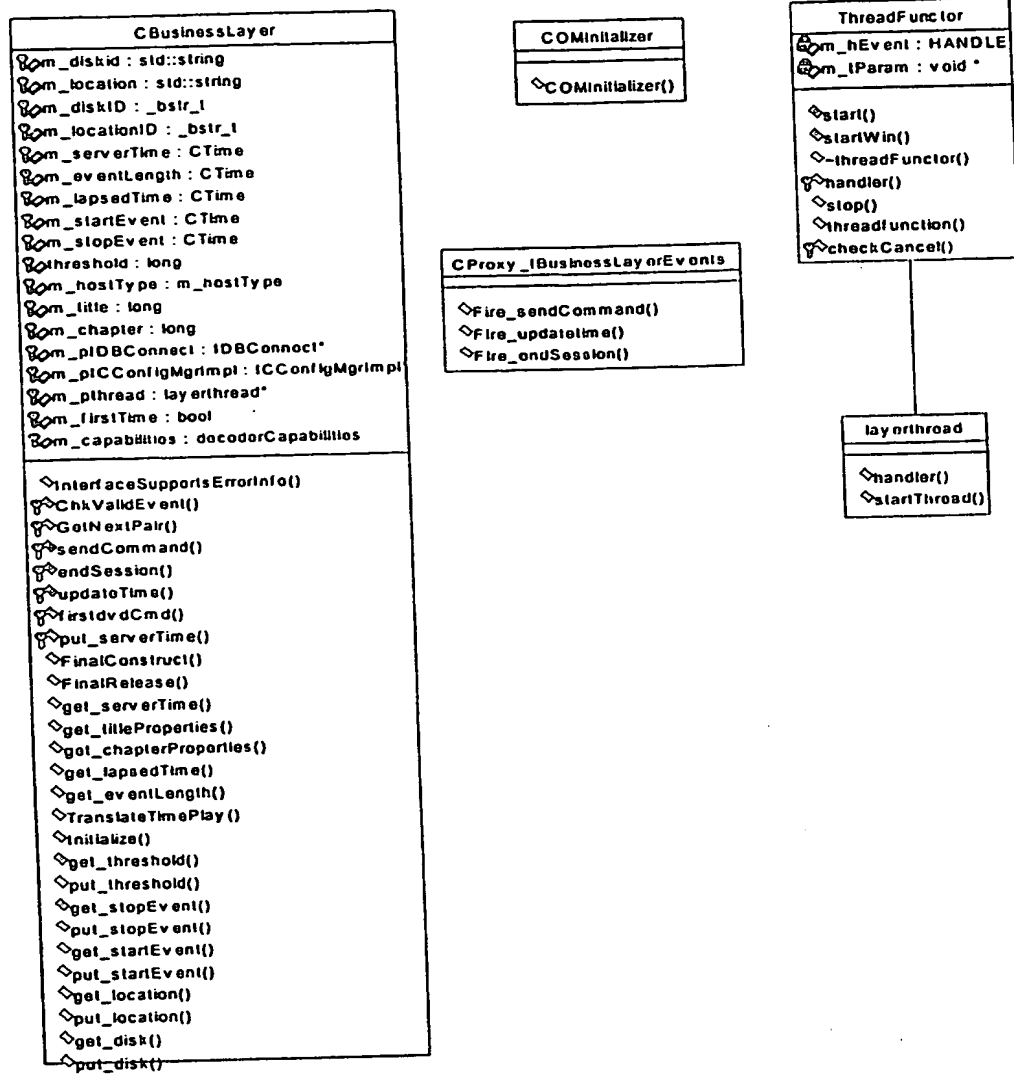 CBusinessLayer
m_diskid : std::string
m_location : std::string
m_diskID : _bstr_t
m_locationID : _bstr_t
m_serverTime : CTime
m_eventLength : CTime
m_lapsedTime : CTime
m_startEvent : CTime
m_stopEvent : CTime
threshold : long
m_hostType : m_hostType
m_title : long
m_chapter : long
m_pIDBConnect : IDBConnect*
m_pICConfigMgrImpl : ICConfigMgrImpl*
m_pthread : layerthread*
m_firstTime : bool
m_capabilities : decoderCapabilities
InterfaceSupportsErrorInfo()
ChkValidEvent()
GetNextPair()
sendCommand()
endSession()
updateTime()
firstdvdCmd()
put_serverTime()
FinalConstruct()
FinalRelease()
get_serverTime()
get_titleProperties()
get_chapterProperties()
get_lapsedTime()
get_eventLength()
TranslateTimePlay()
Initialize()
get_threshold()
put_threshold()
get_stopEvent()
put_stopEvent()
get_startEvent()
put_startEvent()
get_location()
put_location()
get_disk()
put_disk()
COMInitializer
COMInitializer()
CProxy_IBusinessLayerEvents
Fire_sendCommand()
Fire_updatetime()
Fire_endSession()
ThreadFunctor
m_hEvent : HANDLE
m_lParam : void *
start()
startWin()
~threadFunctor()
handler()
stop()
threadfunction()
checkCancel()
layerthread
handler()
startThread()